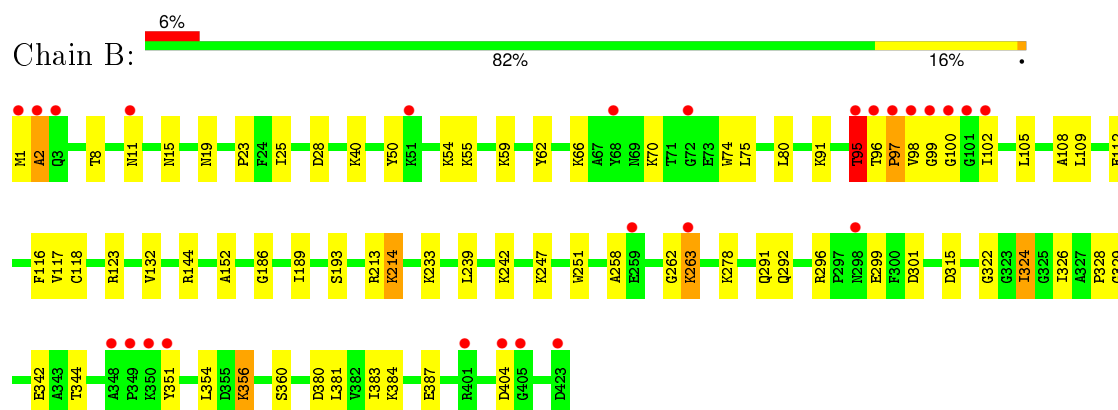 6%
Chain B:
82% 16% •
M1 A2 Q3 T8 N11 N15 N19 P23 F24 I25 D28 K40 Y50 K51 K54 K55 K59 Y62 K66 A67 Y68 N69 K70 T71 G72 E73 W74 L75 L80 K91 T95 T96 P97 V98 G99 G100 G101 I102 L105 A108 L109
F116 V117 C118 R123 V132 R144 A152 G186 I189 S193 R213 K214 K233 L239 K242 K247 W251 A258 E259 G262 K263 K278 Q291 Q292 R296 P297 N298 E299 F300 D301 D315 G322 G323 I324 G325 I326 A327 P328
E342 A343 T344 A348 P349 K350 Y351 L354 D355 K356 S360 D380 L381 V382 I383 K384 E387 R401 D404 G405 D423